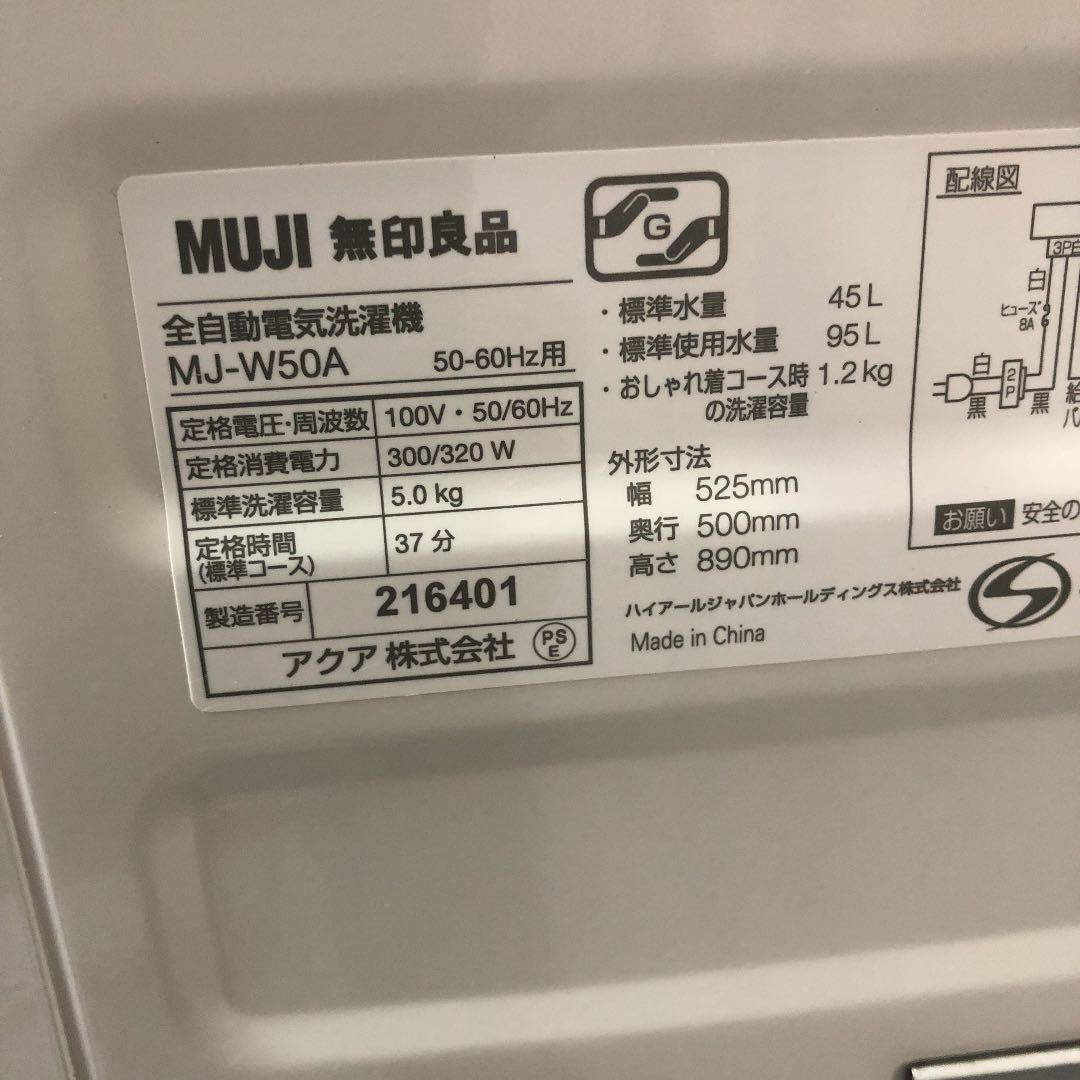 MUJI 無印良品
全自動電気洗濯機
MJ-W50A 50-60Hz用
定格電圧・周波数 100V・50/60Hz
定格消費電力 300/320 W
標準洗濯容量 5.0 kg
定格時間 37 分
(標準コース)
製造番号 216401
アクア 株式会社 PSE
G
・標準水量 45L
・標準使用水量 95L
・おしゃれ着コース時 1.2kg
の洗濯容量
外形寸法
幅 525mm
奥行 500mm
高さ 890mm
ハイアールジャパンホールディングス株式会社
Made in China
配線図
3P白
白
ヒューズ
8A
白
2P
黒
黒
給
お願い 安全の